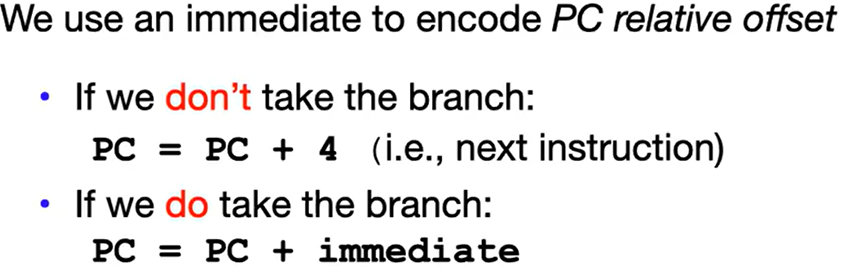 We use an immediate to encode PC relative offset
• If we don't take the branch:
PC = PC + 4 (i.e., next instruction)
• If we do take the branch:
PC = PC + immediate